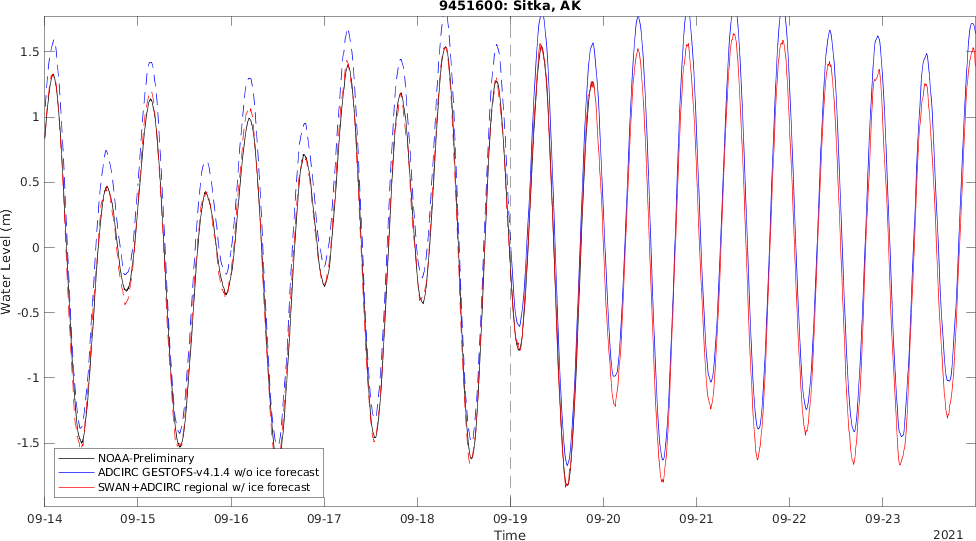 9451600: Sitka, AK
Water Level (m)
1.5
1
0.5
0
-0.5
-1
-1.5
NOAA-Preliminary
ADCIRC GESTOFS-v4.1.4 w/o ice forecast
SWAN+ADCIRC regional w/ ice forecast
09-14 09-15 09-16 09-17 09-18 09-19 09-20 09-21 09-22 09-23
Time
2021